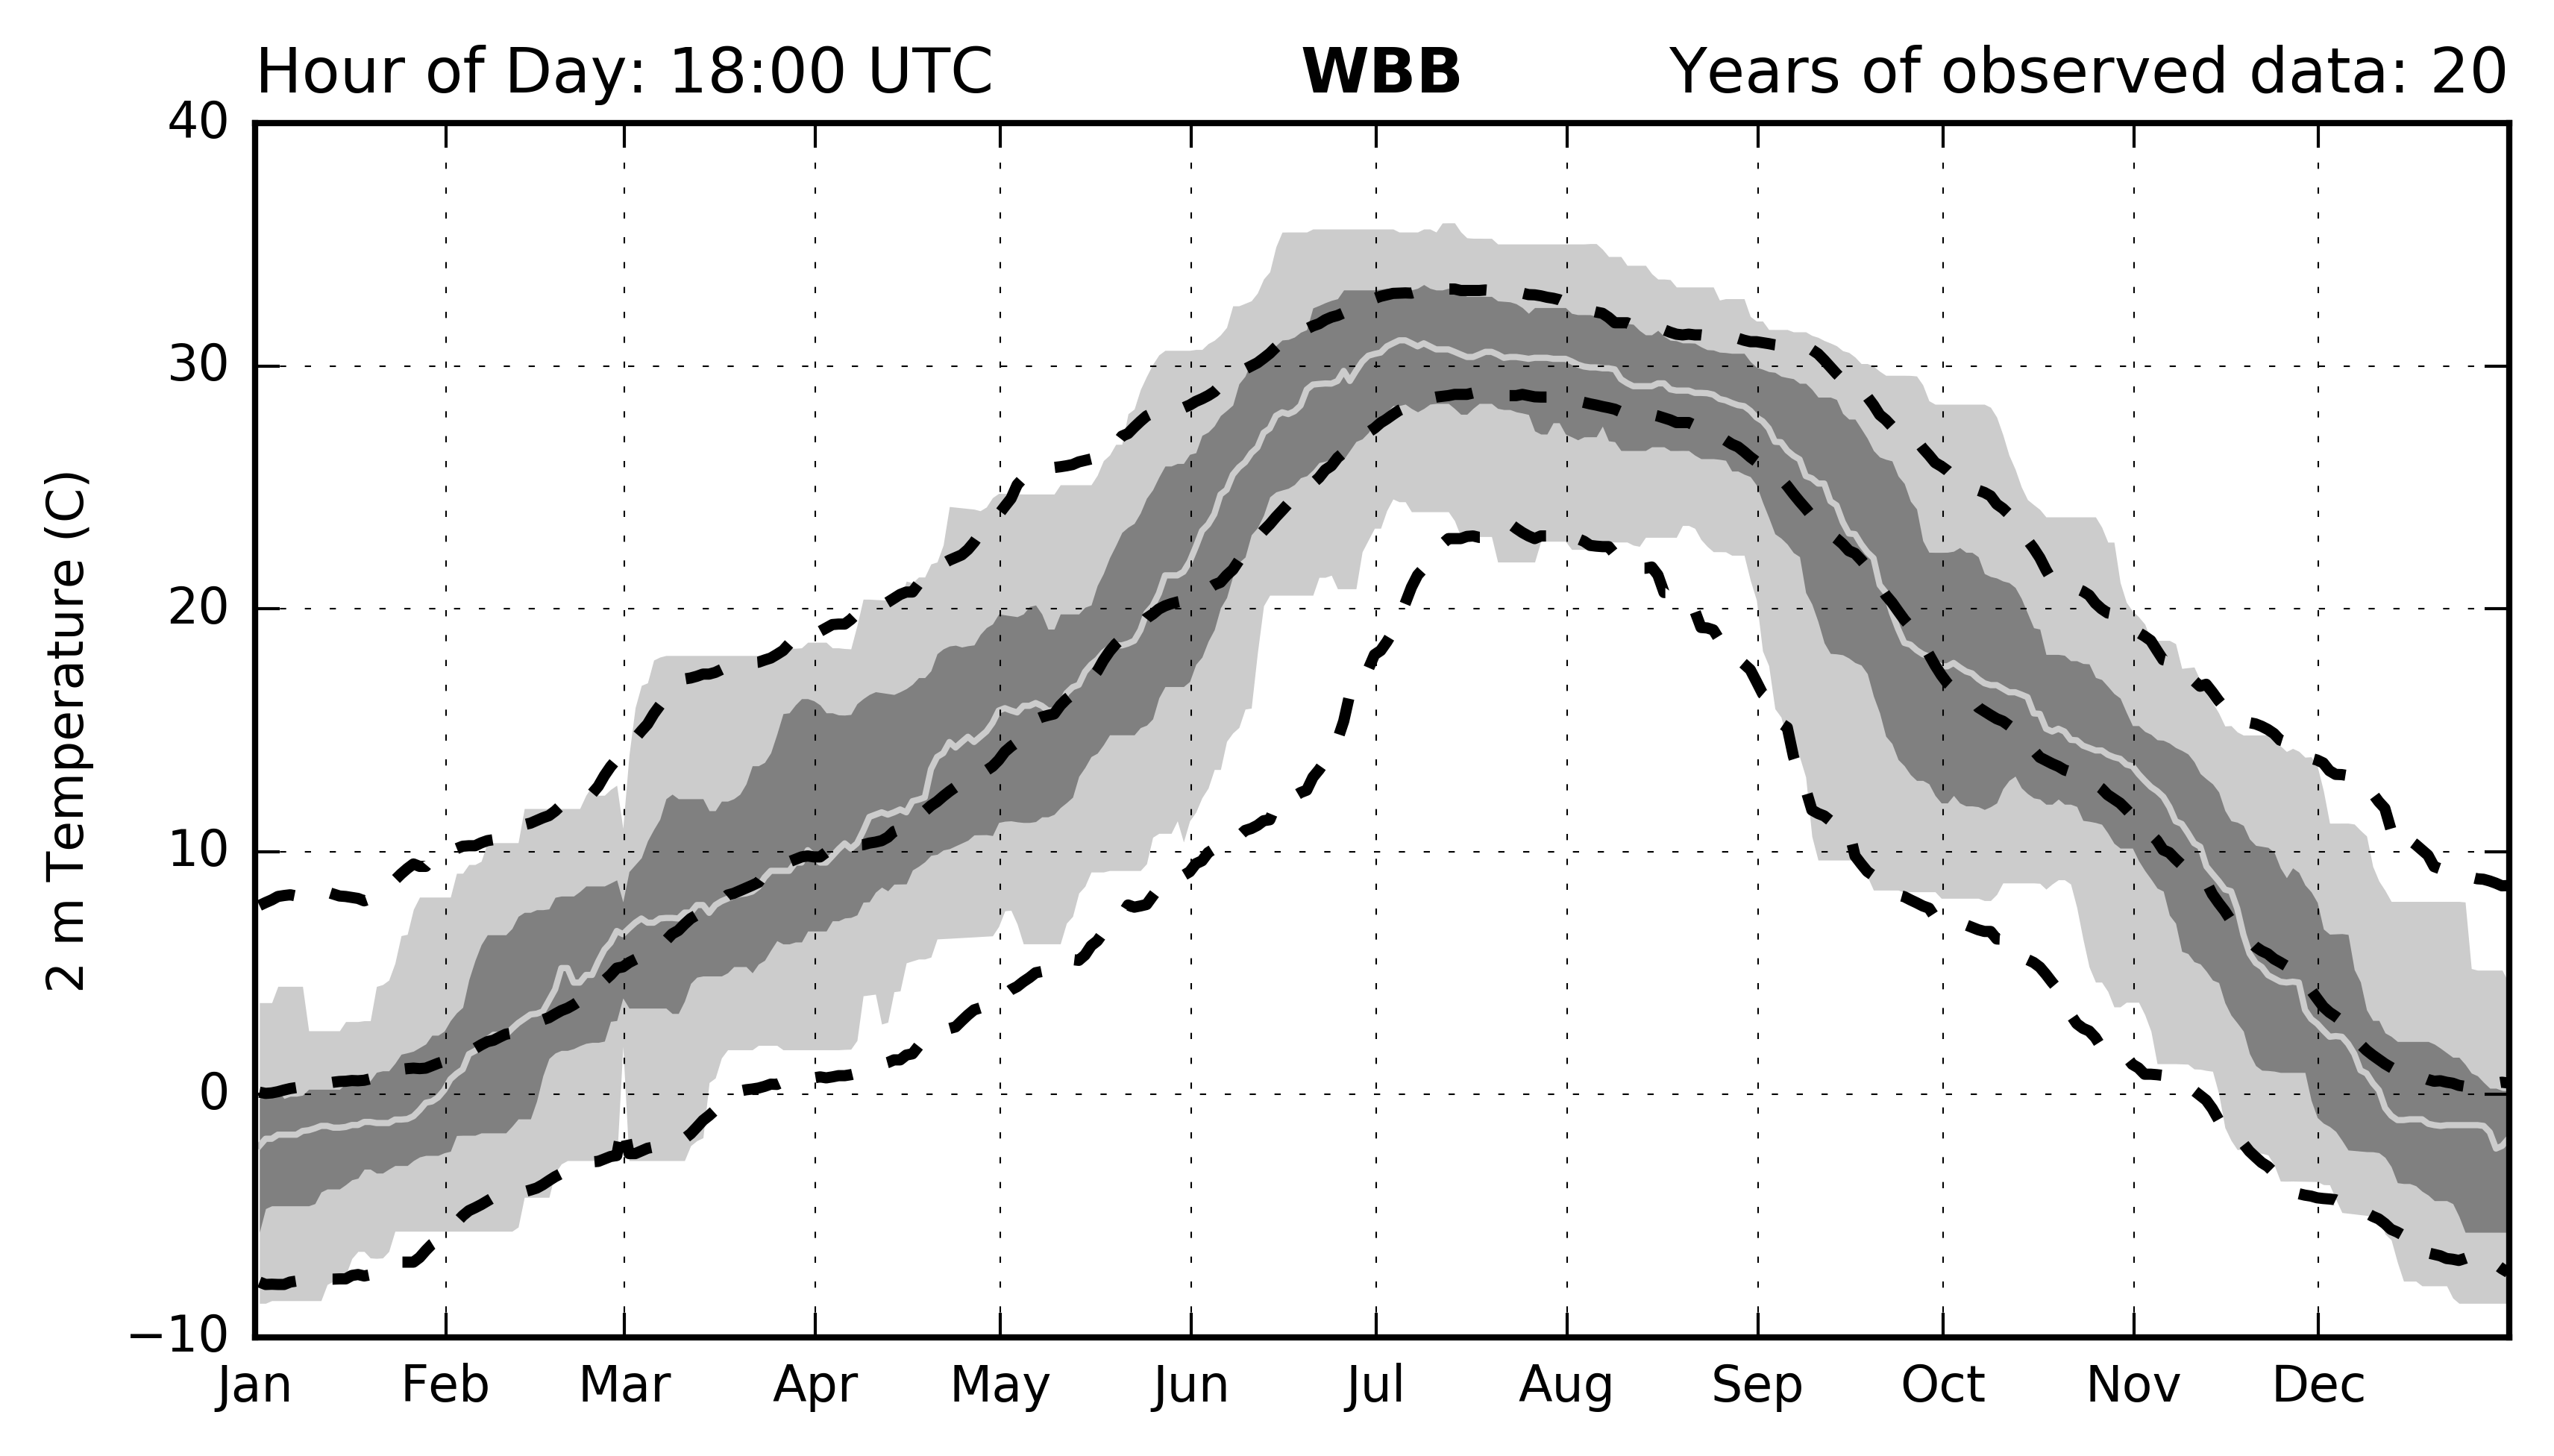 Hour of Day: 18:00 UTC WBB Years of observed data: 20
40
30
20
10
0
−10
2 m Temperature (C)
Jan Feb Mar Apr May Jun Jul Aug Sep Oct Nov Dec